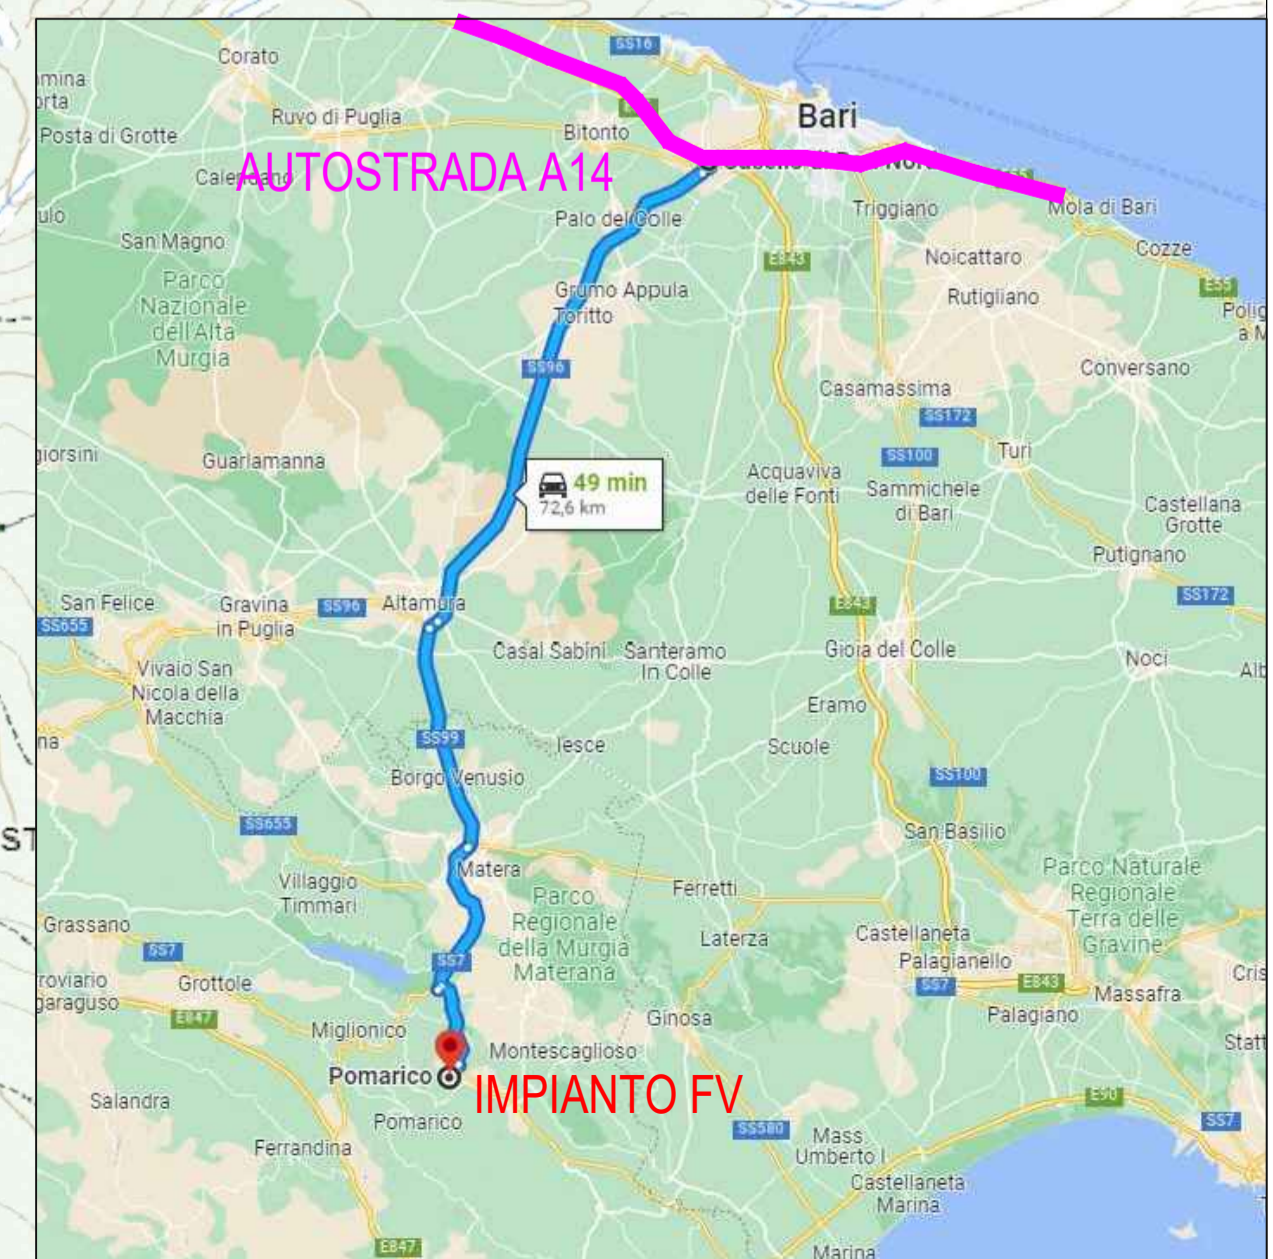 SS16
Corato
Bari
Ruvo di Puglia
Bitonto
Posta di Grotte
AUTOSTRADA A14
Triggiano
Mola di Bari
Palo del Colle
San Magno
Cozze
Noicattaro
E843
Parco
Nazionale
dell'Alta
Murgia
Grumo Appula
Toritto
Rutigliano
E55
SS96
Conversano
Casamassima
SS172
Turi
SS100
Guarlamanna
49 min
72,6 km
Acquaviva
delle Fonti
Sammichele
di Bari
Castellana
Grotte
Putignano
SS172
San Felice
Gravina
in Puglia
SS96
Altamura
E843
SS655
Casal Sabini
Santeramo
In Colle
Gioia del Colle
Noci
Vivaio San
Nicola della
Macchia
Eramo
SS99
Iesce
Scuole
Borgo Venusio
SS100
SS655
San Basilio
Matera
Villaggio
Timmari
Ferretti
Parco Naturale
Regionale
Terra delle
Gravine
Parco
Regionale
della Murgia
Materana
Grassano
SS7
Laterza
Castellaneta
Palagianello
SS7
Grottole
SS7
E843
Massafra
E847
Miglionico
Ginosa
Palagiano
Montescaglioso
Pomarico
IMPIANTO FV
Salandra
Pomarico
E90
SS7
SS580
Ferrandina
Mass
Umberto I
Castellaneta
Marina
E847
Marina